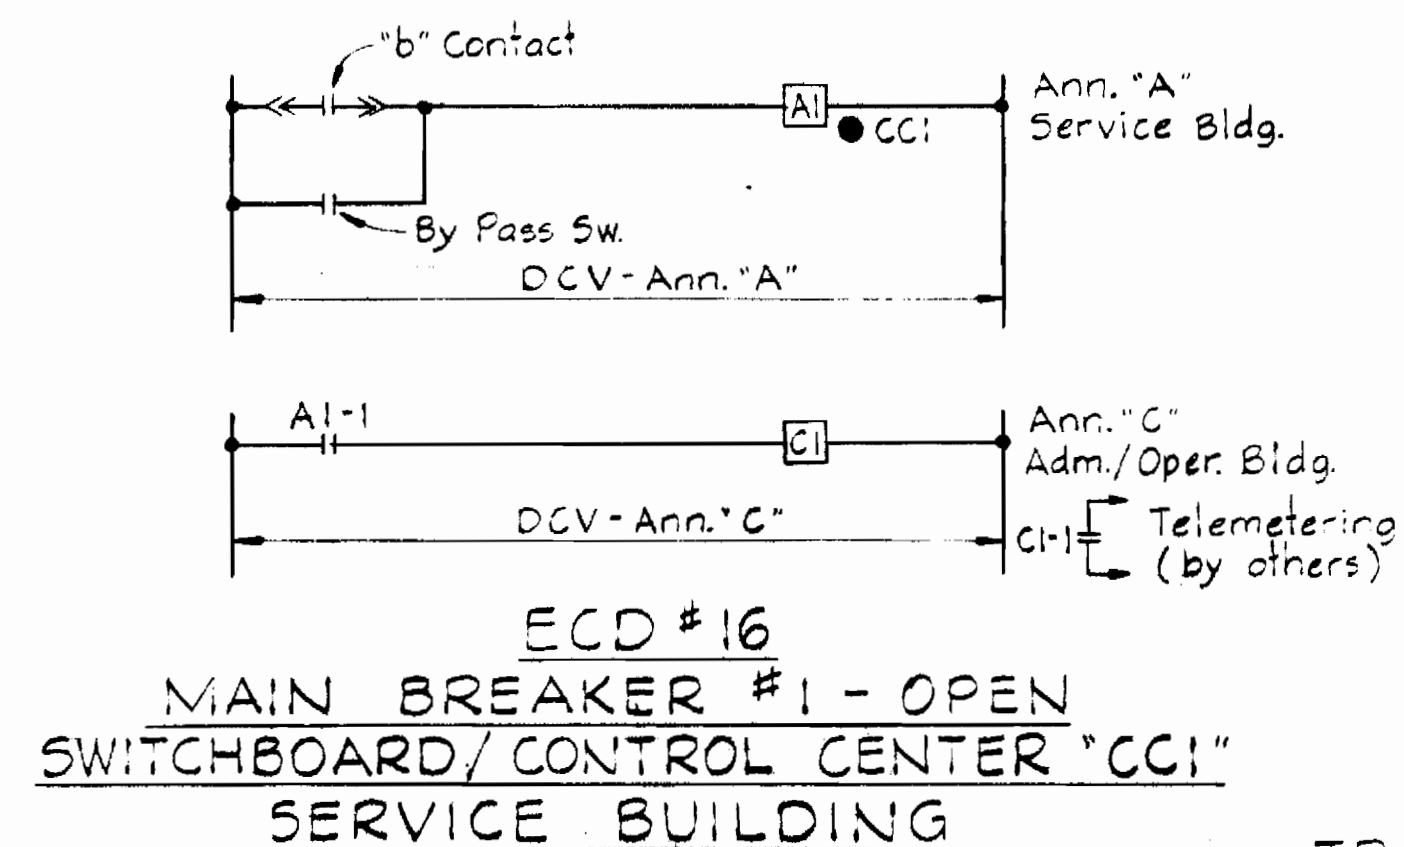 "b" Contact
A1
CC1
Ann. "A"
Service Bldg.
By Pass Sw.
DCV - Ann. "A"
A1-1
C1
Ann. "C"
Adm./Oper. Bldg.
DCV - Ann. "C"
C1-1
Telemetering
(by others)
ECD #16
MAIN BREAKER #1 - OPEN
SWITCHBOARD/CONTROL CENTER "CC1"
SERVICE BUILDING